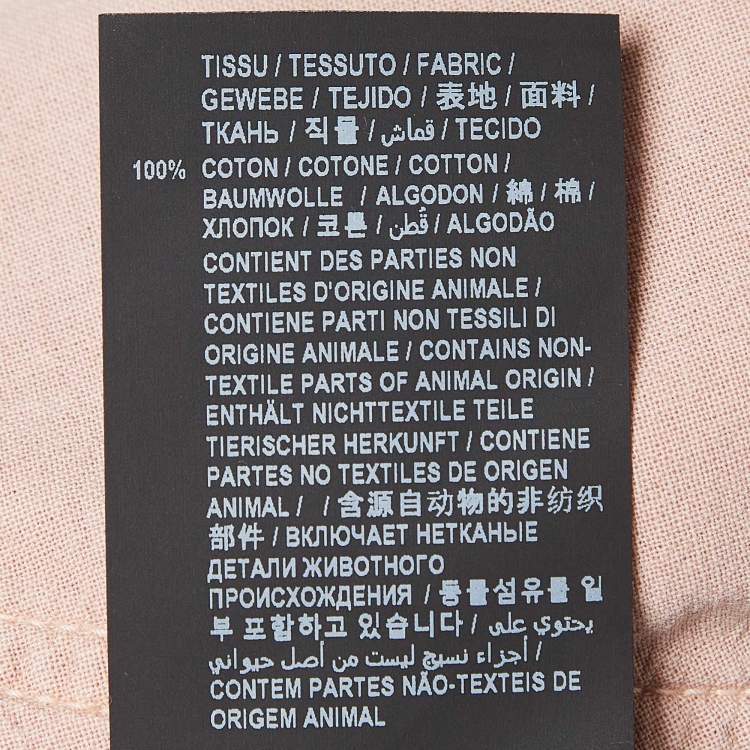 TISSU / TESSUTO / FABRIC /
GEWEBE / TEJIDO / 表地 / 面料 /
ТКАНЬ / 직물 / قماش / TECIDO
100% COTON / COTONE / COTTON /
BAUMWOLLE / ALGODON / 綿 / 棉 /
ХЛОПОК / 코튼 / قُطن / ALGODÃO
CONTIENT DES PARTIES NON
TEXTILES D'ORIGINE ANIMALE /
CONTIENE PARTI NON TESSILI DI
ORIGINE ANIMALE / CONTAINS NON-
TEXTILE PARTS OF ANIMAL ORIGIN /
ENTHÄLT NICHTTEXTILE TEILE
TIERISCHER HERKUNFT / CONTIENE
PARTES NO TEXTILES DE ORIGEN
ANIMAL / / 含源自动物的非纺织
部件 / ВКЛЮЧАЕТ НЕТКАНЫЕ
ДЕТАЛИ ЖИВОТНОГО
ПРОИСХОЖДЕНИЯ / 동물섬유를 일
부 포함하고 있습니다 / يحتوي على
أجزاء نسيج ليست من أصل حيواني /
CONTEM PARTES NÃO-TEXTEIS DE
ORIGEM ANIMAL